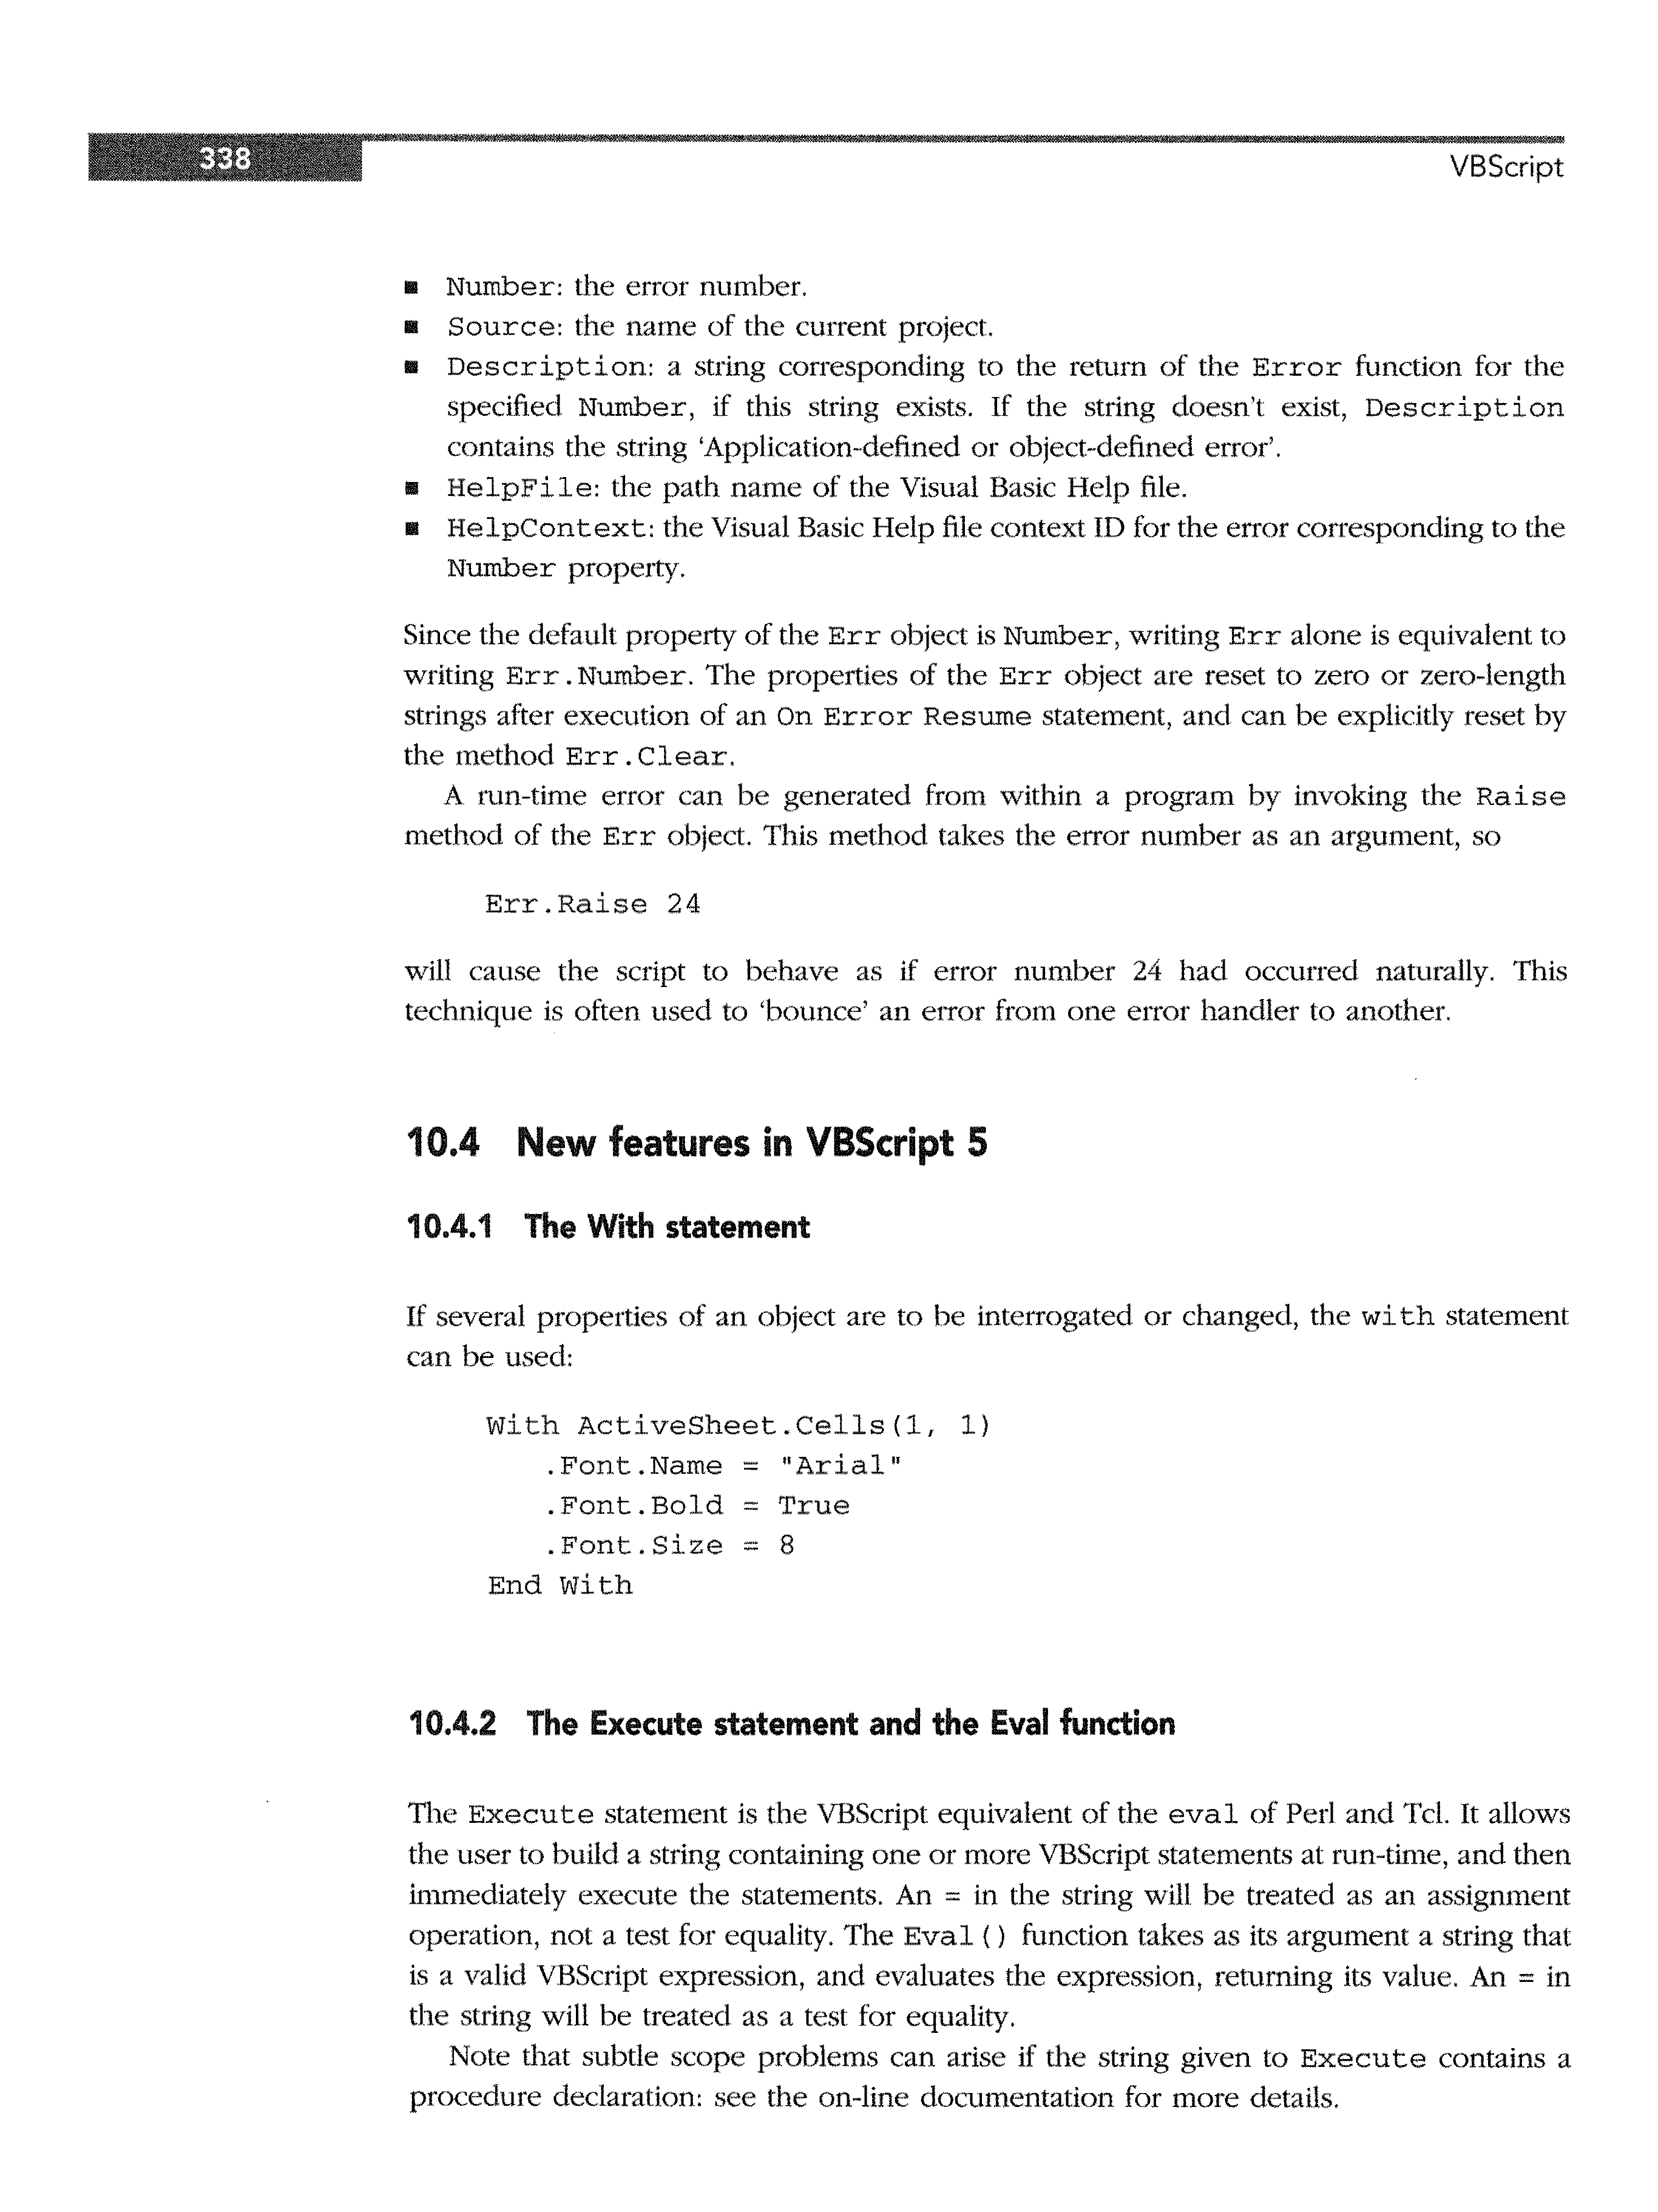 338
VBScript
■ Number: the error number.
■ Source: the name of the current project.
■ Description: a string corresponding to the return of the Error function for the
specified Number, if this string exists. If the string doesn't exist, Description
contains the string ‘Application-defined or object-defined error’.
■ HelpFile: the path name of the Visual Basic Help file.
■ HelpContext: the Visual Basic Help file context ID for the error corresponding to the
Number property.
Since the default property of the Err object is Number, writing Err alone is equivalent to
writing Err.Number. The properties of the Err object are reset to zero or zero-length
strings after execution of an On Error Resume statement, and can be explicitly reset by
the method Err.Clear.
A run-time error can be generated from within a program by invoking the Raise
method of the Err object. This method takes the error number as an argument, so
Err.Raise 24
will cause the script to behave as if error number 24 had occurred naturally. This
technique is often used to ‘bounce’ an error from one error handler to another.
10.4 New features in VBScript 5
10.4.1 The With statement
If several properties of an object are to be interrogated or changed, the with statement
can be used:
With ActiveSheet.Cells(1, 1)
.Font.Name = "Arial"
.Font.Bold = True
.Font.Size = 8
End With
10.4.2 The Execute statement and the Eval function
The Execute statement is the VBScript equivalent of the eval of Perl and Tcl. It allows
the user to build a string containing one or more VBScript statements at run-time, and then
immediately execute the statements. An = in the string will be treated as an assignment
operation, not a test for equality. The Eval() function takes as its argument a string that
is a valid VBScript expression, and evaluates the expression, returning its value. An = in
the string will be treated as a test for equality.
Note that subtle scope problems can arise if the string given to Execute contains a
procedure declaration: see the on-line documentation for more details.